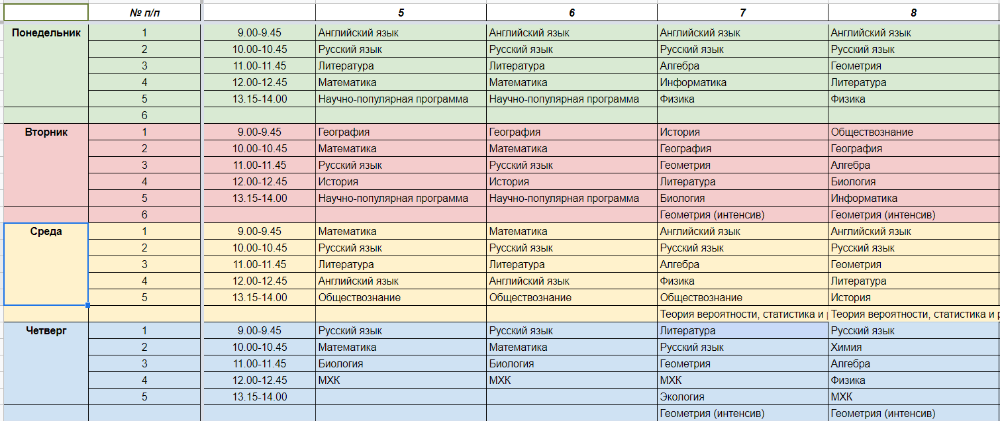 № п/п 5 6 7 8
Понедельник 1 9.00-9.45 Английский язык Английский язык Английский язык Английский язык
2 10.00-10.45 Русский язык Русский язык Русский язык Русский язык
3 11.00-11.45 Литература Литература Алгебра Геометрия
4 12.00-12.45 Математика Математика Информатика Литература
5 13.15-14.00 Научно-популярная программа Научно-популярная программа Физика Физика
6
Вторник 1 9.00-9.45 География География История Обществознание
2 10.00-10.45 Математика Математика География География
3 11.00-11.45 Русский язык Русский язык Геометрия Алгебра
4 12.00-12.45 История История Литература Биология
5 13.15-14.00 Научно-популярная программа Научно-популярная программа Биология Информатика
6 Геометрия (интенсив) Геометрия (интенсив)
Среда 1 9.00-9.45 Математика Математика Английский язык Английский язык
2 10.00-10.45 Русский язык Русский язык Русский язык Русский язык
3 11.00-11.45 Литература Литература Алгебра Геометрия
4 12.00-12.45 Английский язык Английский язык Физика Литература
5 13.15-14.00 Обществознание Обществознание Обществознание История
Теория вероятности, статистика и Теория вероятности, статистика и
Четверг 1 9.00-9.45 Русский язык Русский язык Литература Русский язык
2 10.00-10.45 Математика Математика Русский язык Химия
3 11.00-11.45 Биология Биология Геометрия Алгебра
4 12.00-12.45 МХК МХК МХК Физика
5 13.15-14.00 Экология МХК
Геометрия (интенсив) Геометрия (интенсив)